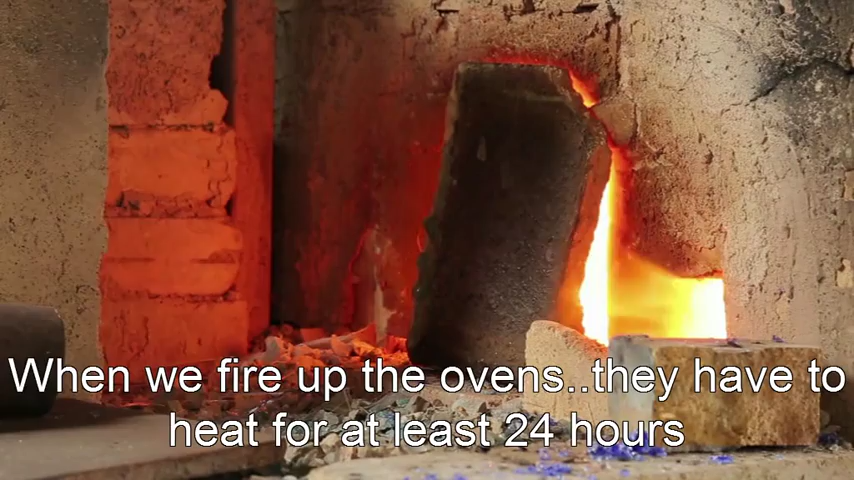 When we fire up the ovens..they have to
heat for at least 24 hours